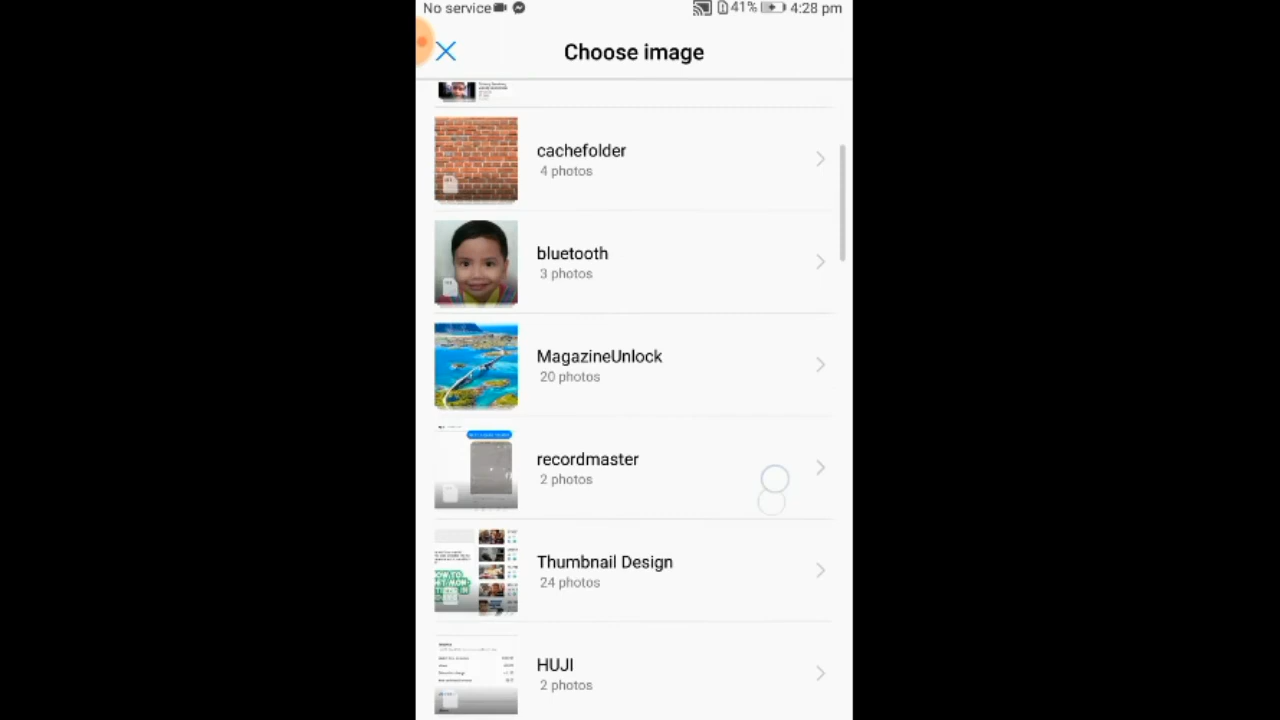 No service 41% 4:28 pm
Choose image
cachefolder
4 photos
bluetooth
3 photos
MagazineUnlock
20 photos
recordmaster
2 photos
Thumbnail Design
24 photos
HUJI
2 photos